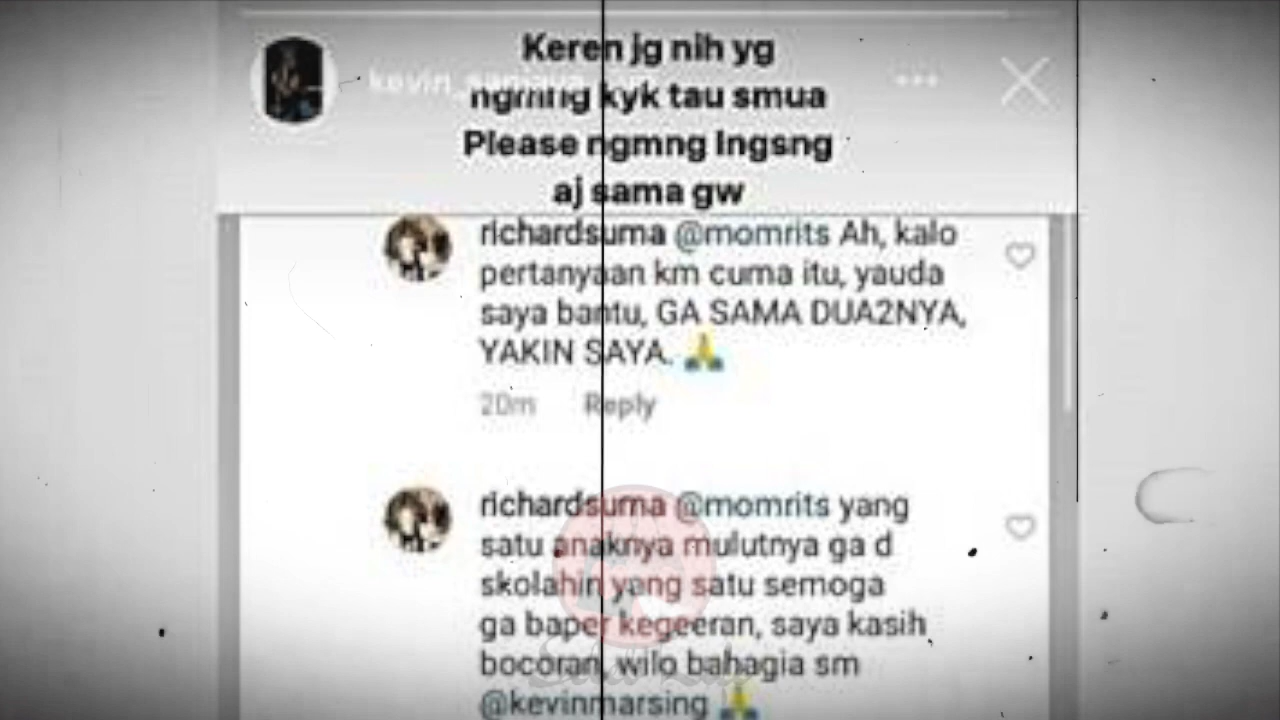 Keren jg nih yg
ngmng kyk tau smua
Please ngmng lngsng
aj sama gw
richardsuma @momrits Ah, kalo
pertanyaan km cuma itu, yauda
saya bantu, GA SAMA DUA2NYA,
YAKIN SAYA. 🙏
20m Reply
richardsuma @momrits yang
satu anaknya mulutnya ga d
skolahin yang satu semoga
ga baper kegeeran, saya kasih
bocoran, wilo bahagia sm
@kevinmarsing 🙏